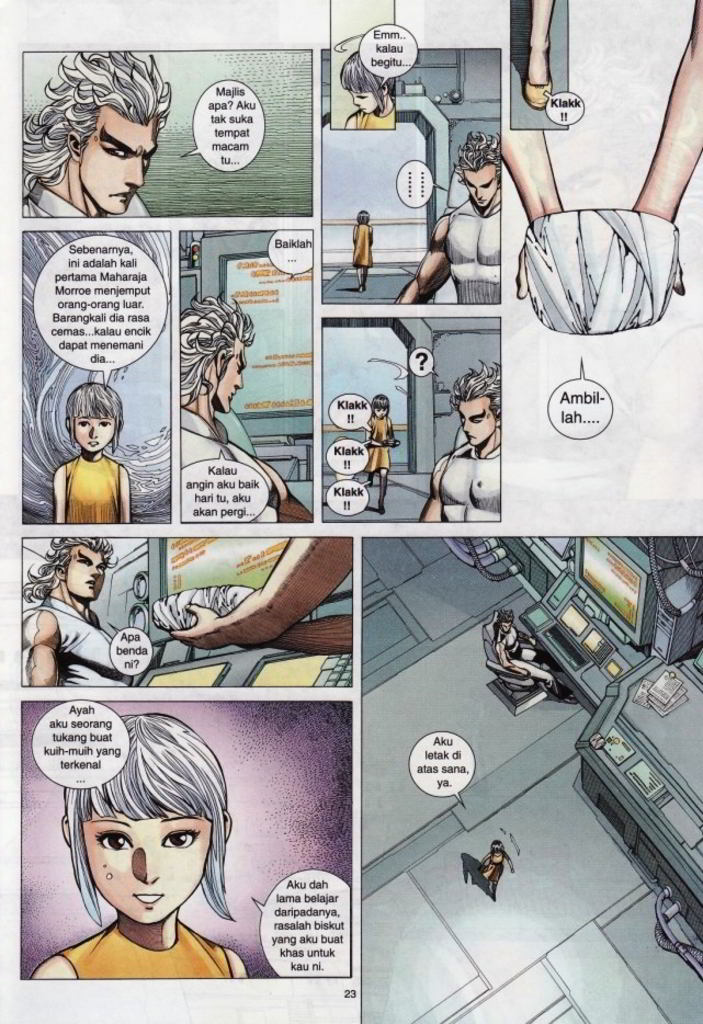 Majlis
apa? Aku
tak suka
tempat
macam
tu...
Emm..
kalau
begitu...
Klakk
!!
Sebenarnya,
ini adalah kali
pertama Maharaja
Morroe menjemput
orang-orang luar.
Barangkali dia rasa
cemas...kalau encik
dapat menemani
dia...
Baiklah
...
Kalau
angin aku baik
hari tu, aku
akan pergi...
?
Klakk
!!
Klakk
!!
Klakk
!!
Ambil-
lah....
Apa
benda
ni?
Ayah
aku seorang
tukang buat
kuih-muih yang
terkenal
...
Aku dah
lama belajar
daripadanya,
rasalah biskut
yang aku buat
khas untuk
kau ni.
Aku
letak di
atas sana,
ya.
23